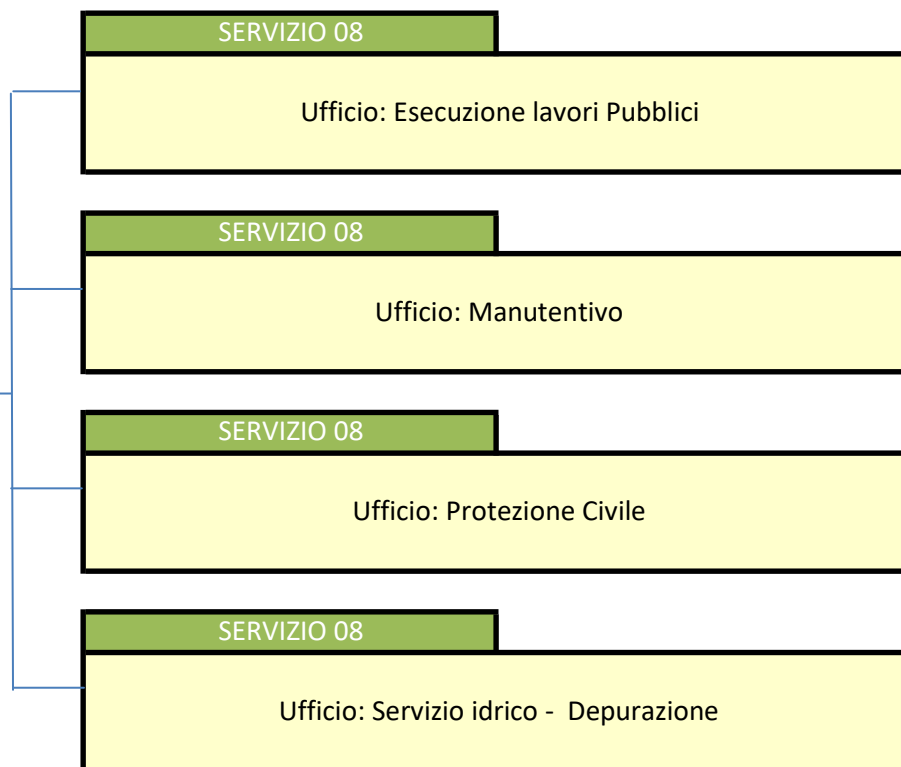 SERVIZIO 08
Ufficio: Esecuzione lavori Pubblici
SERVIZIO 08
Ufficio: Manutentivo
SERVIZIO 08
Ufficio: Protezione Civile
SERVIZIO 08
Ufficio: Servizio idrico -  Depurazione